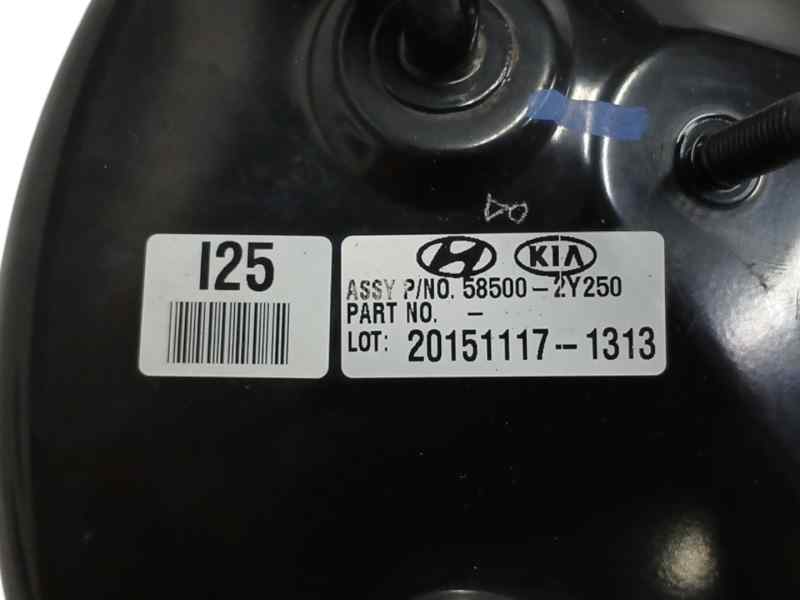 I25
KIA
ASSY P/NO. 58500-2Y250
PART NO. -
LOT: 20151117-1313